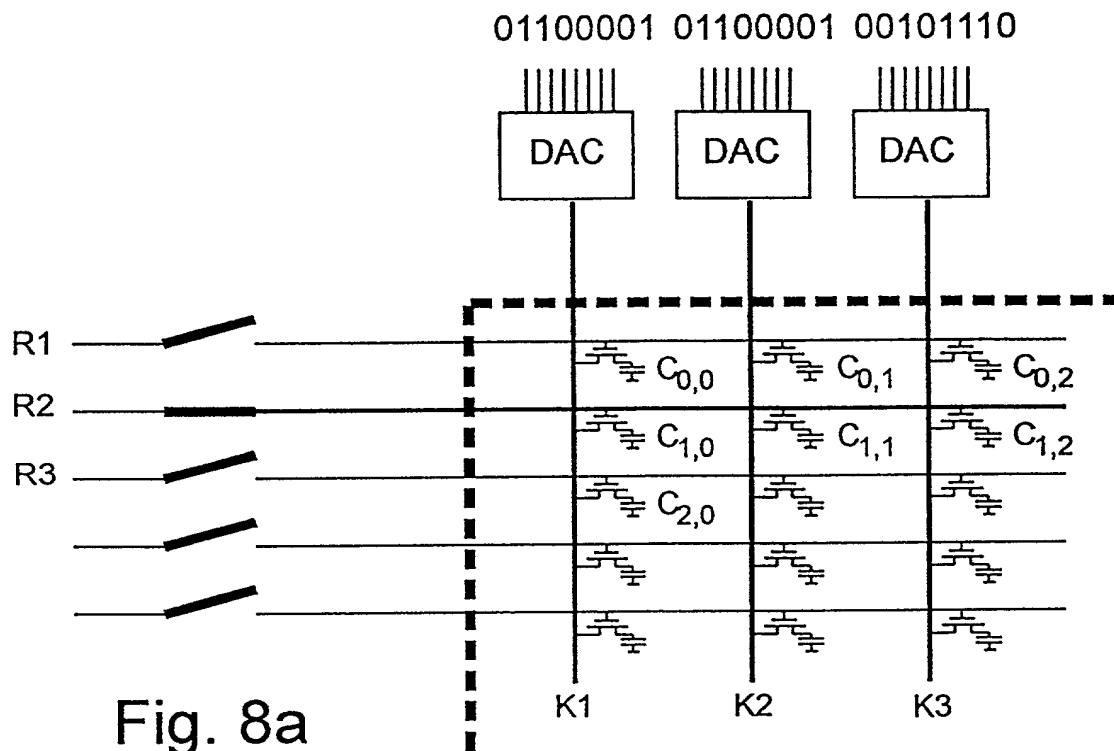 01100001 01100001 00101110
DAC DAC DAC
R1
C0,0 C0,1 C0,2
R2
C1,0 C1,1 C1,2
R3
C2,0
K1 K2 K3
Fig. 8a